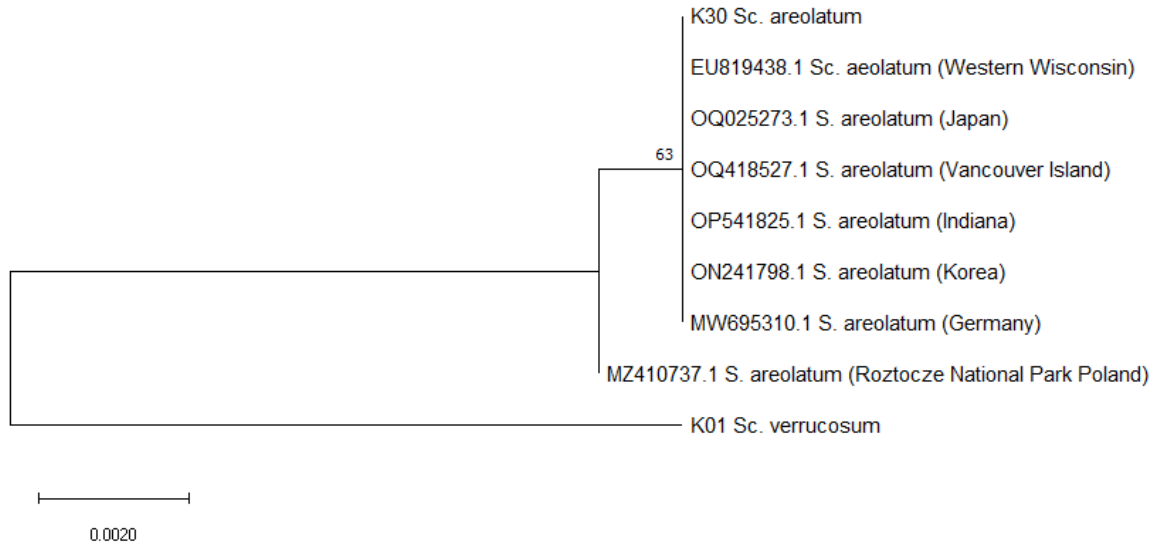 K30 Sc. areolatum
EU819438.1 Sc. aeolatum (Western Wisconsin)
OQ025273.1 S. areolatum (Japan)
63
OQ418527.1 S. areolatum (Vancouver Island)
OP541825.1 S. areolatum (Indiana)
ON241798.1 S. areolatum (Korea)
MW695310.1 S. areolatum (Germany)
MZ410737.1 S. areolatum (Roztocze National Park Poland)
K01 Sc. verrucosum
0.0020